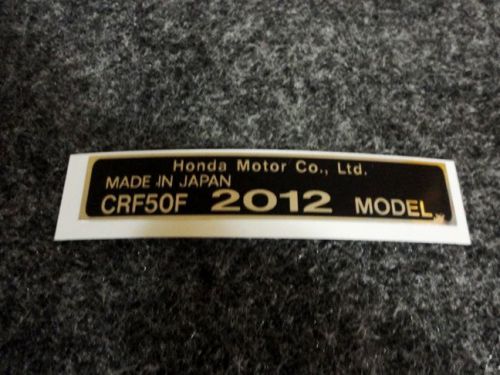 Honda Motor Co., Ltd.
MADE IN JAPAN
CRF50F 2012 MODEL